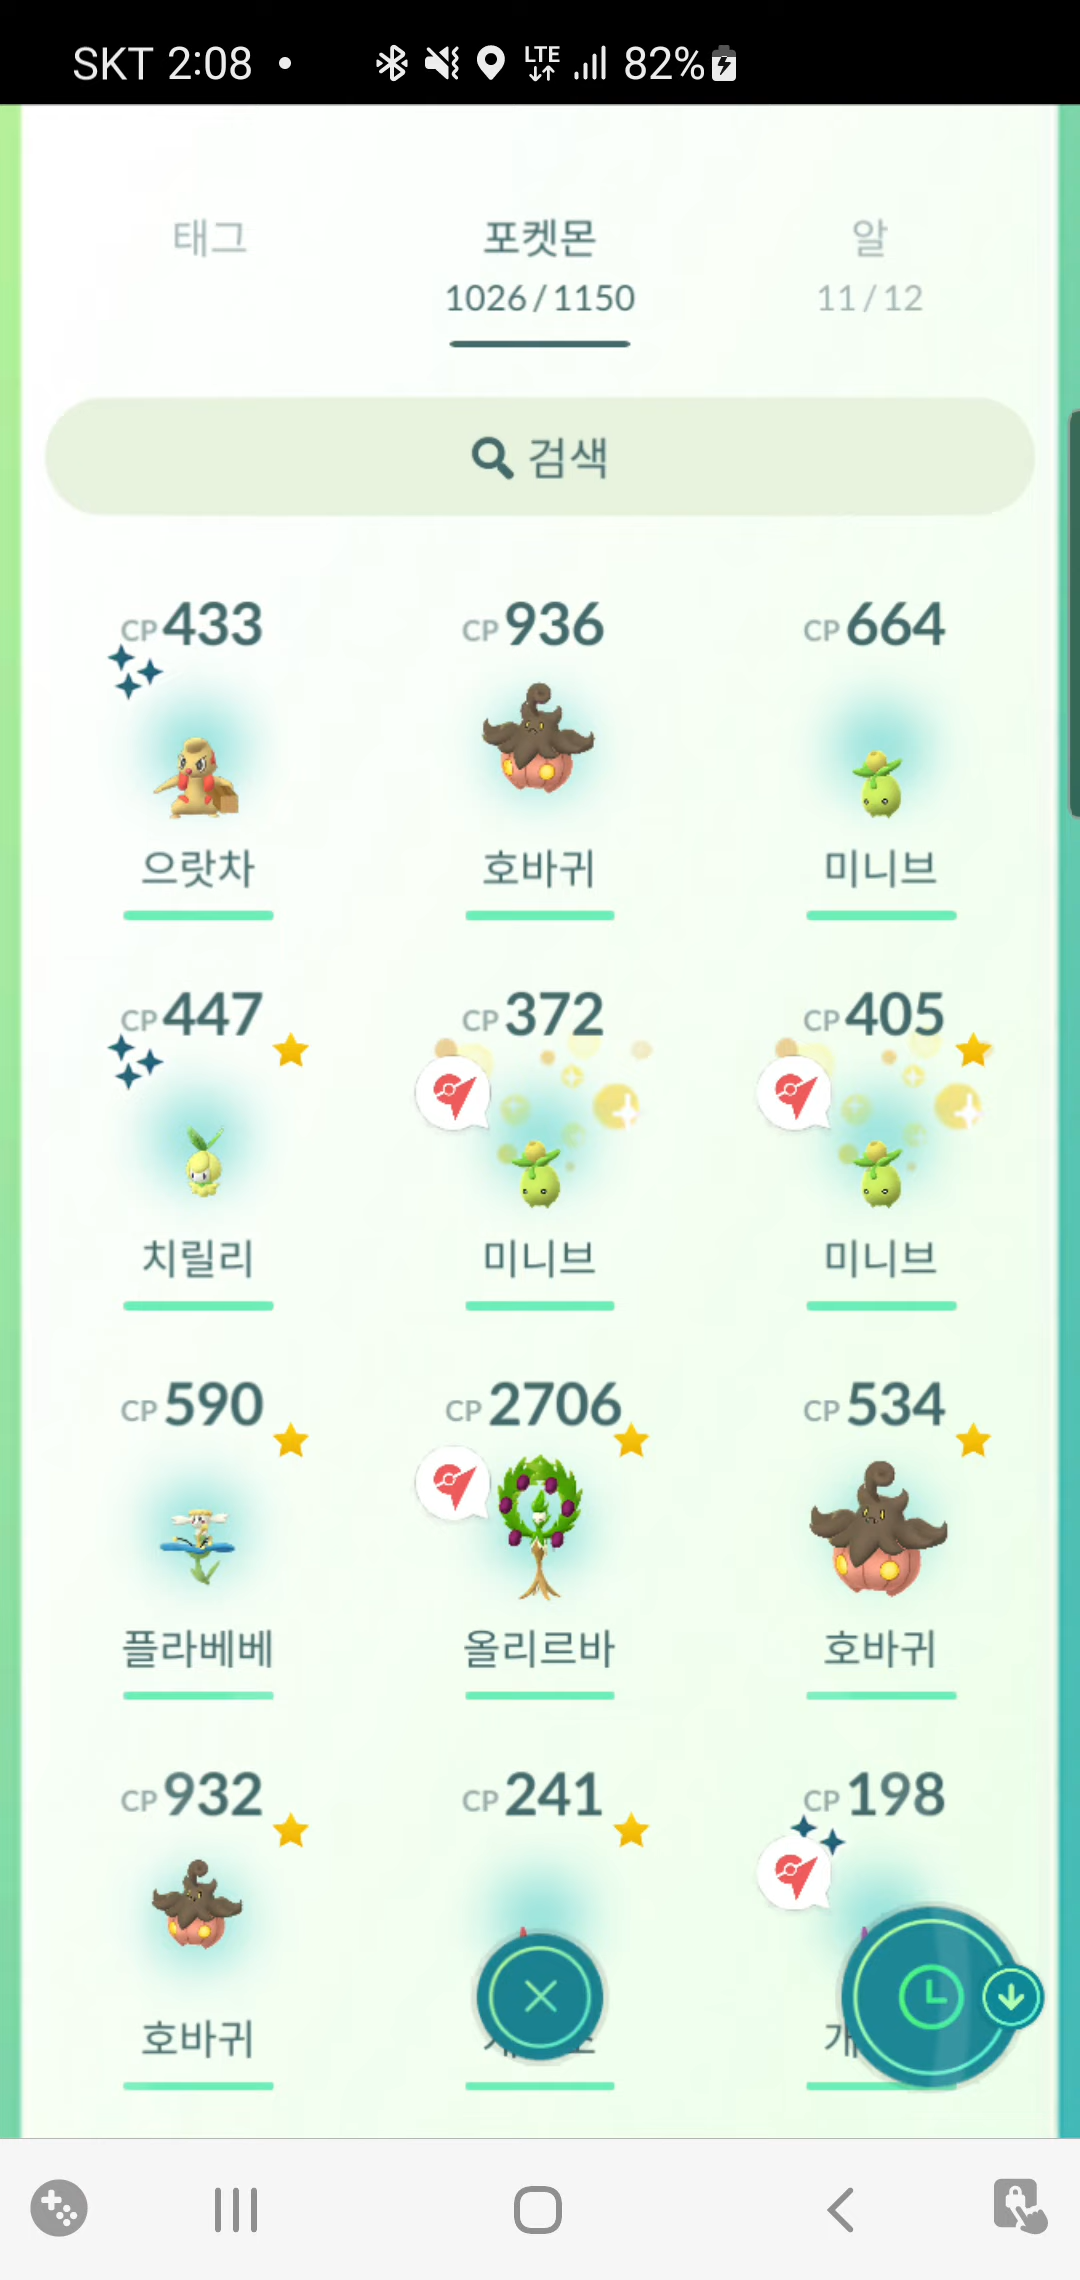 SKT 2:08 LTE 82%
태그 포켓몬 알
1026/1150 11/12
검색
CP433 CP936 CP664
으랏차 호바귀 미니브
CP447 CP372 CP405
치릴리 미니브 미니브
CP590 CP2706 CP534
플라베베 올리르바 호바귀
CP932 CP241 CP198
호바귀 개